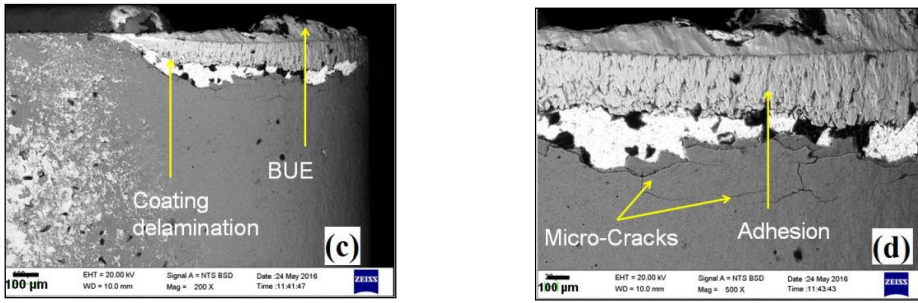 BUE
Coating
delamination
(c)
100 µm
EHT = 20.00 kV
WD = 10.0 mm
Signal A = NTS BSD
Mag = 200 X
Date :24 May 2016
Time :11:41:47
ZEISS
Micro-Cracks
Adhesion
(d)
100 µm
EHT = 20.00 kV
WD = 10.0 mm
Signal A = NTS BSD
Mag = 500 X
Date :24 May 2016
Time :11:43:43
ZEISS